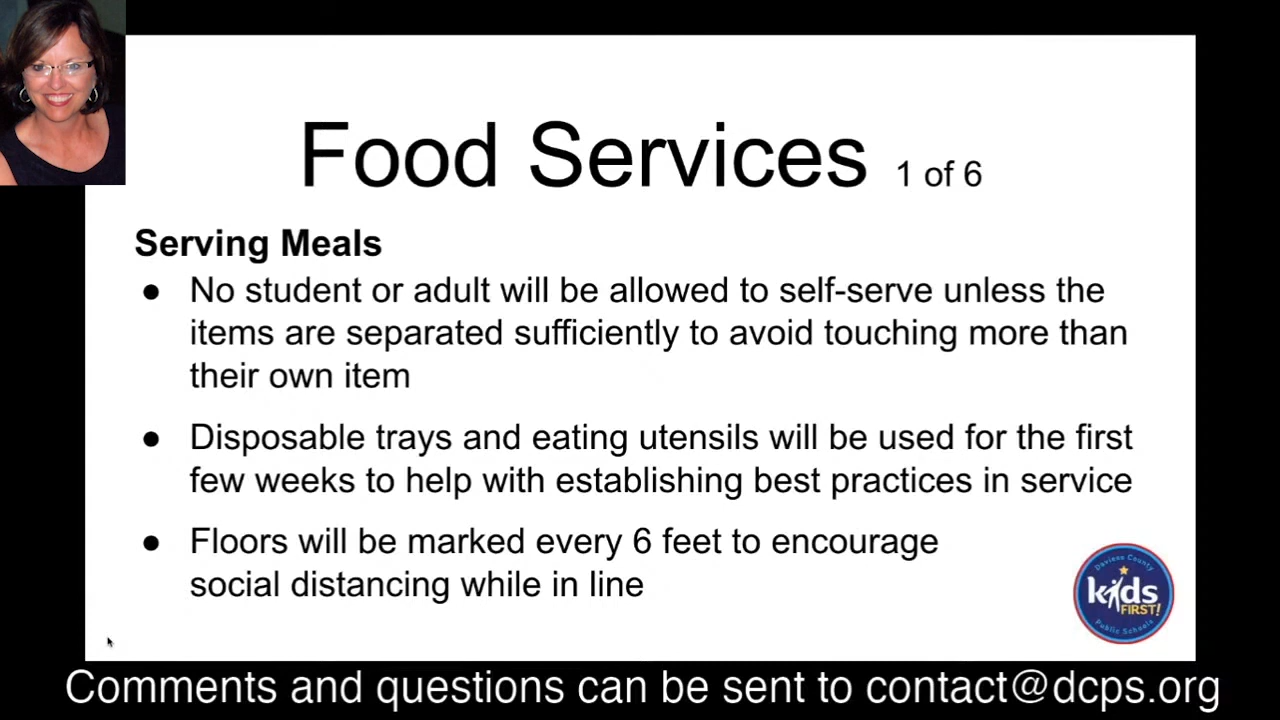 Food Services 1 of 6
Serving Meals
● No student or adult will be allowed to self-serve unless the
items are separated sufficiently to avoid touching more than
their own item
● Disposable trays and eating utensils will be used for the first
few weeks to help with establishing best practices in service
● Floors will be marked every 6 feet to encourage
social distancing while in line
Daviess County
kids
FIRST!
Public Schools
Comments and questions can be sent to contact@dcps.org